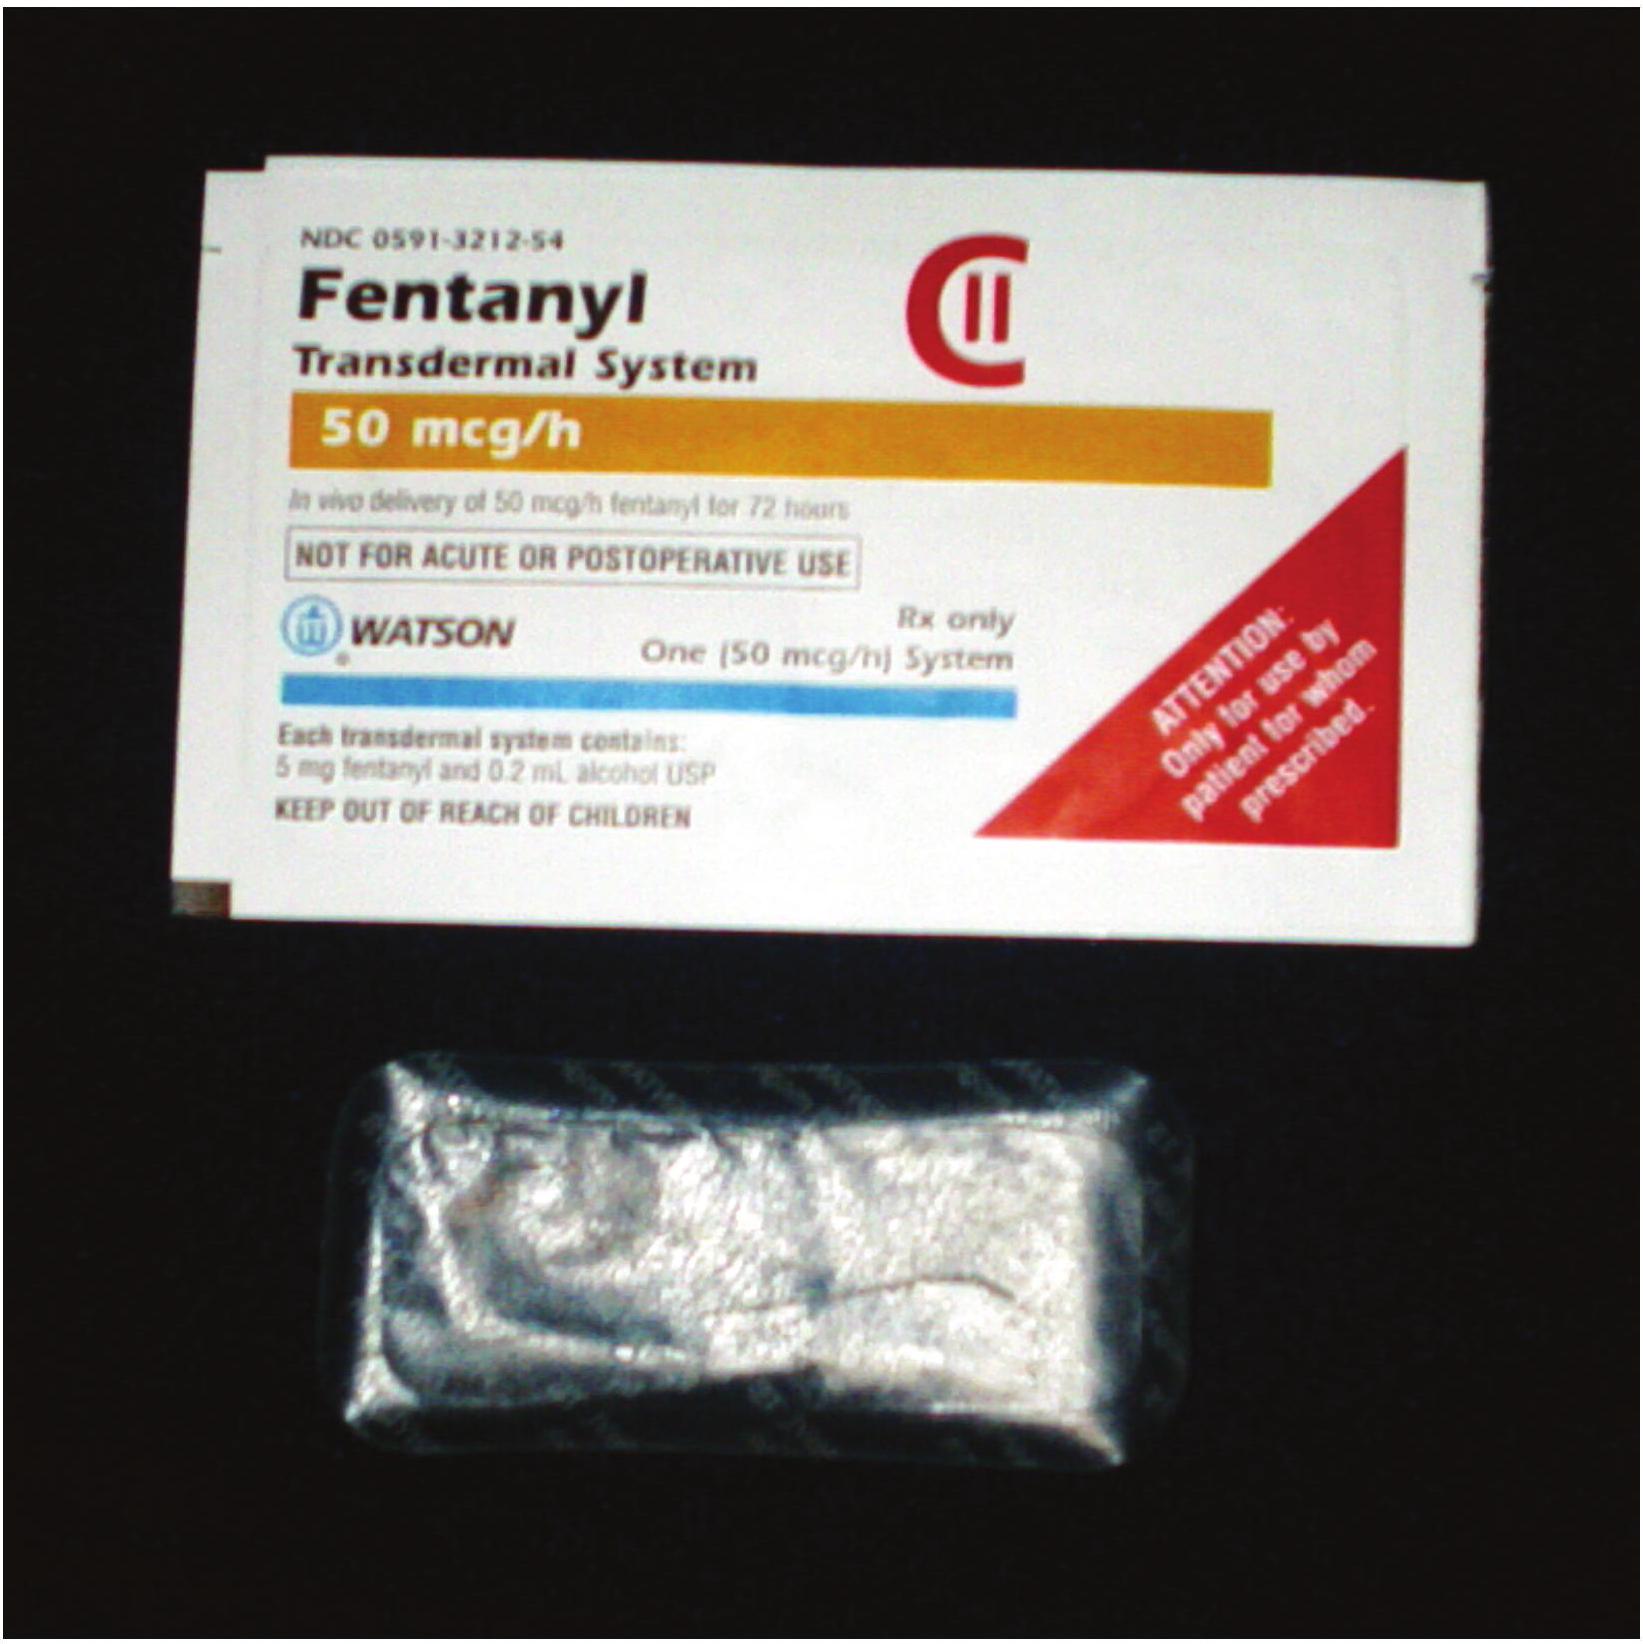 NDC 0591-3212-54
Fentanyl
CII
Transdermal System
50 mcg/h
In vivo delivery of 50 mcg/h fentanyl for 72 hours
NOT FOR ACUTE OR POSTOPERATIVE USE
WATSON
®
Rx only
One (50 mcg/h) System
Each transdermal system contains:
5 mg fentanyl and 0.2 mL alcohol USP
KEEP OUT OF REACH OF CHILDREN
ATTENTION:
Only for use by
patient for whom
prescribed.